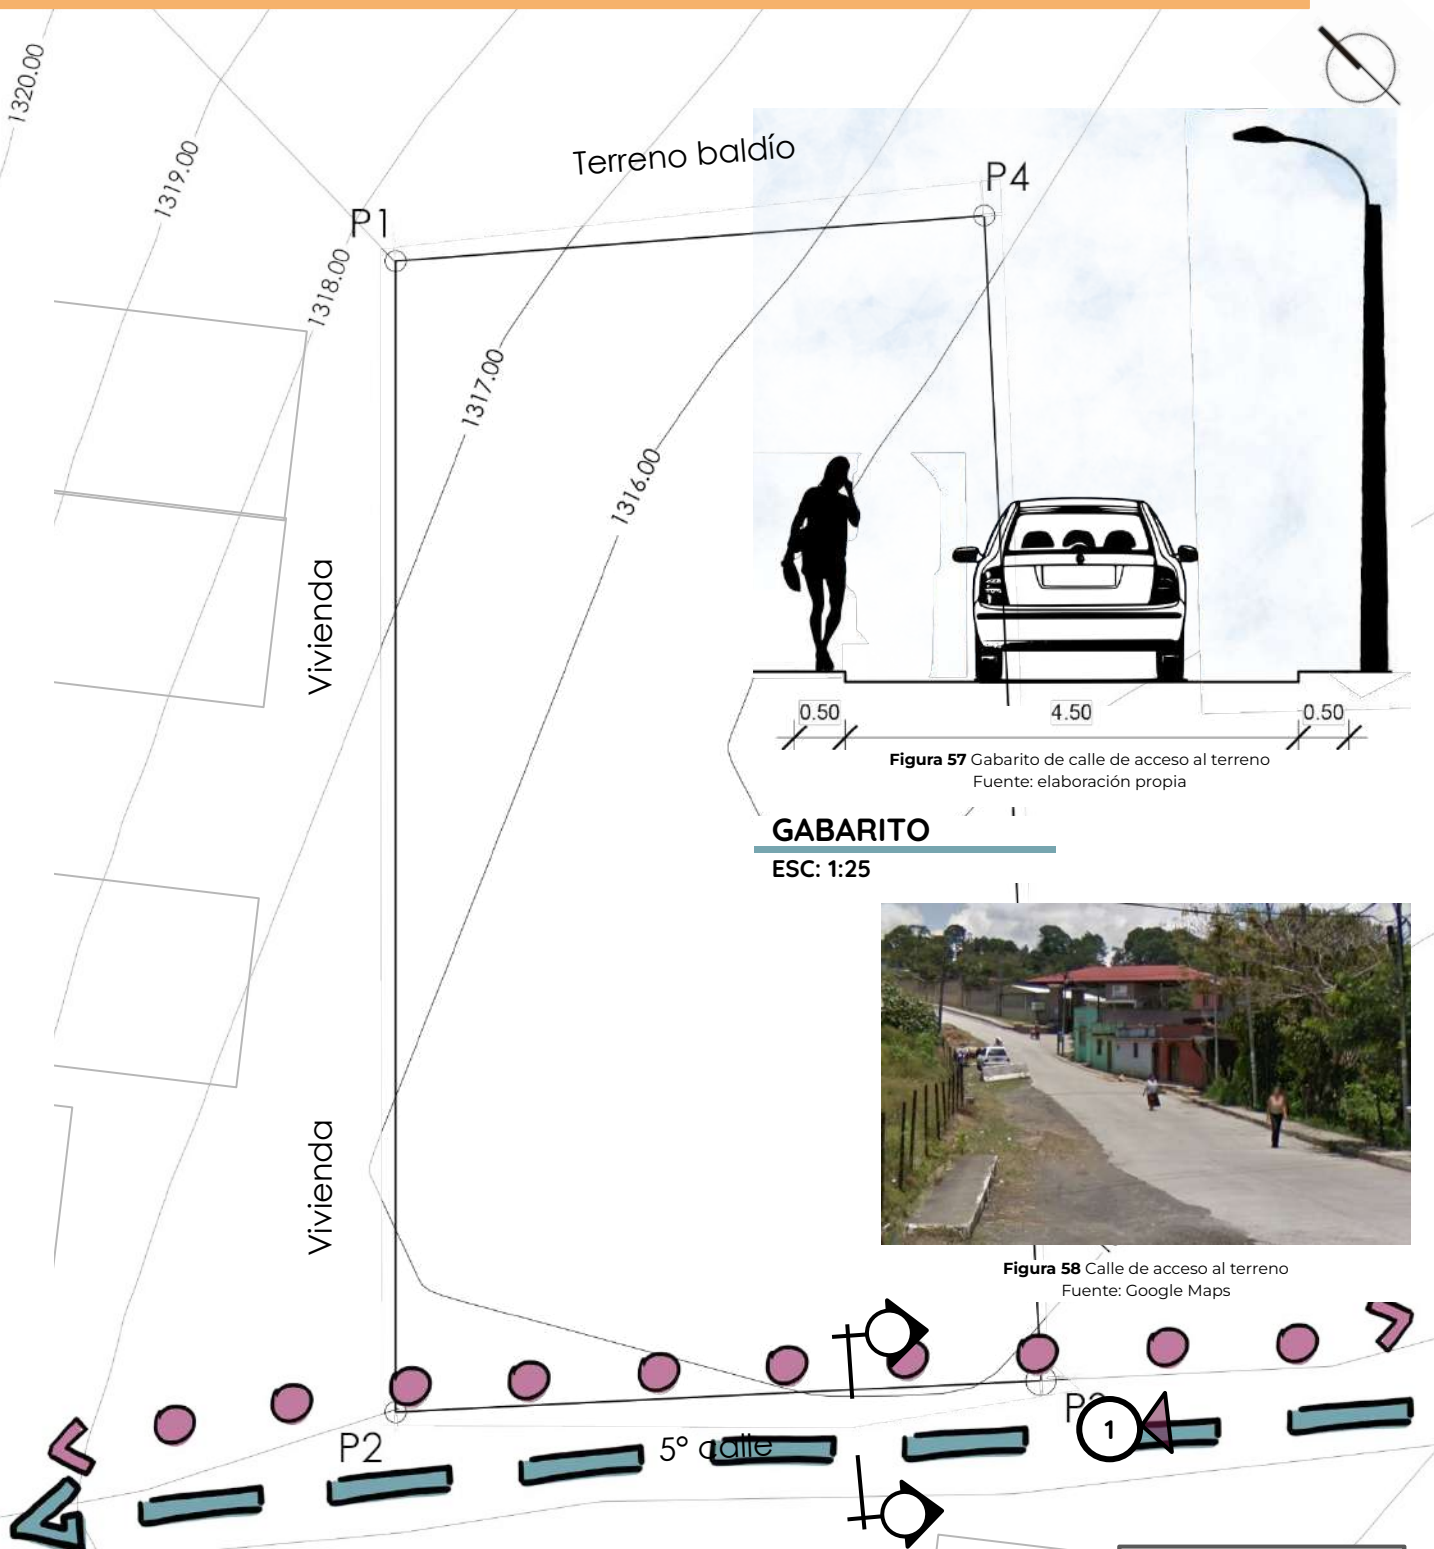 1320.00
1319.00
1318.00
1317.00
1316.00
Terreno baldío
P1
P4
Vivienda
Vivienda
0.50
4.50
0.50
Figura 57 Gabarito de calle de acceso al terreno
Fuente: elaboración propia
GABARITO
ESC: 1:25
Figura 58 Calle de acceso al terreno
Fuente: Google Maps
P2
5° calle
1